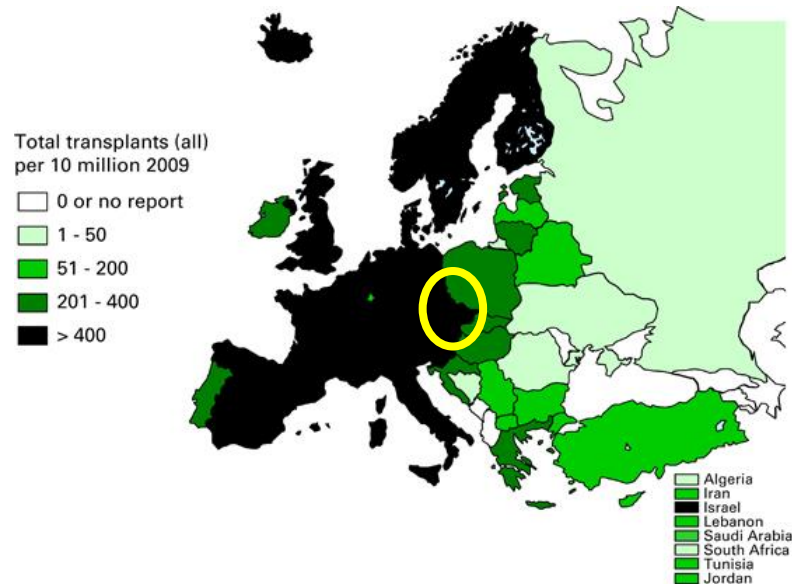 Total transplants (all)
per 10 million 2009
0 or no report
1 - 50
51 - 200
201 - 400
> 400
Algeria
Iran
Israel
Lebanon
Saudi Arabia
South Africa
Tunisia
Jordan